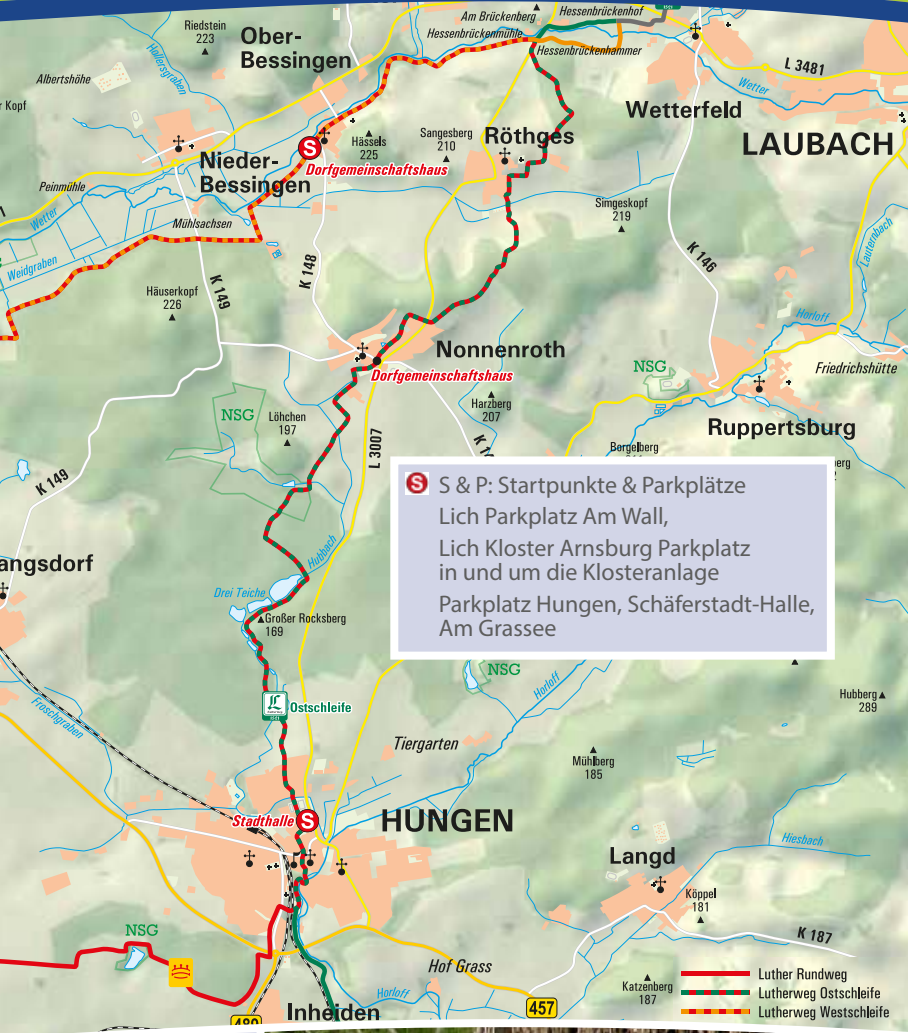 Riedstein
223
Ober-
Bessingen
Am Brückenberg
Hessenbrückenhof
Hessenbrückenmühle
Hessenbrückenhammer
Höllersgraben
Albertshöhe
Kopf
L 3481
Wetter
Wetterfeld
LAUBACH
Hässels
225
Sangesberg
210
Röthges
S
Dorfgemeinschaftshaus
Nieder-
Bessingen
Peinmühle
Wetter
Mühlsachsen
Simgeskopf
219
Weidgraben
K 148
K 149
K 146
Lauterbach
Häuserkopf
226
Horloff
Nonnenroth
Dorfgemeinschaftshaus
NSG
Friedrichshütte
Harzberg
207
NSG
Löhchen
197
L 3007
Ruppertsburg
Borgelberg
K 149
S
S & P: Startpunkte & Parkplätze
Lich Parkplatz Am Wall,
Lich Kloster Arnsburg Parkplatz
in und um die Klosteranlage
Parkplatz Hungen, Schäferstadt-Halle,
Am Grassee
angsdorf
Hubbach
Drei Teiche
Großer Rocksberg
169
NSG
Horloff
Hubberg
289
Ostschleife
Froschgraben
Tiergarten
Mühlberg
185
Stadthalle
S
HUNGEN
Hiesbach
Langd
Köppel
181
NSG
K 187
Hof Grass
Katzenberg
187
Horloff
Inheiden
457
Luther Rundweg
Lutherweg Ostschleife
Lutherweg Westschleife